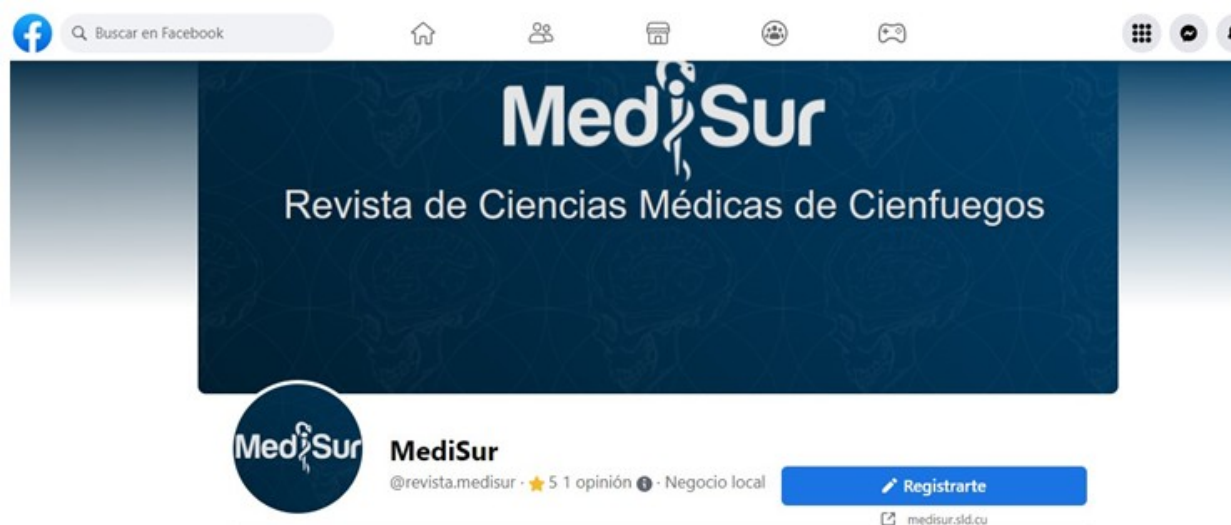 Buscar en Facebook
MediSur
Revista de Ciencias Médicas de Cienfuegos
MediSur
MediSur
@revista.medisur · 5 1 opinión · Negocio local
Registrarte
medisur.sld.cu